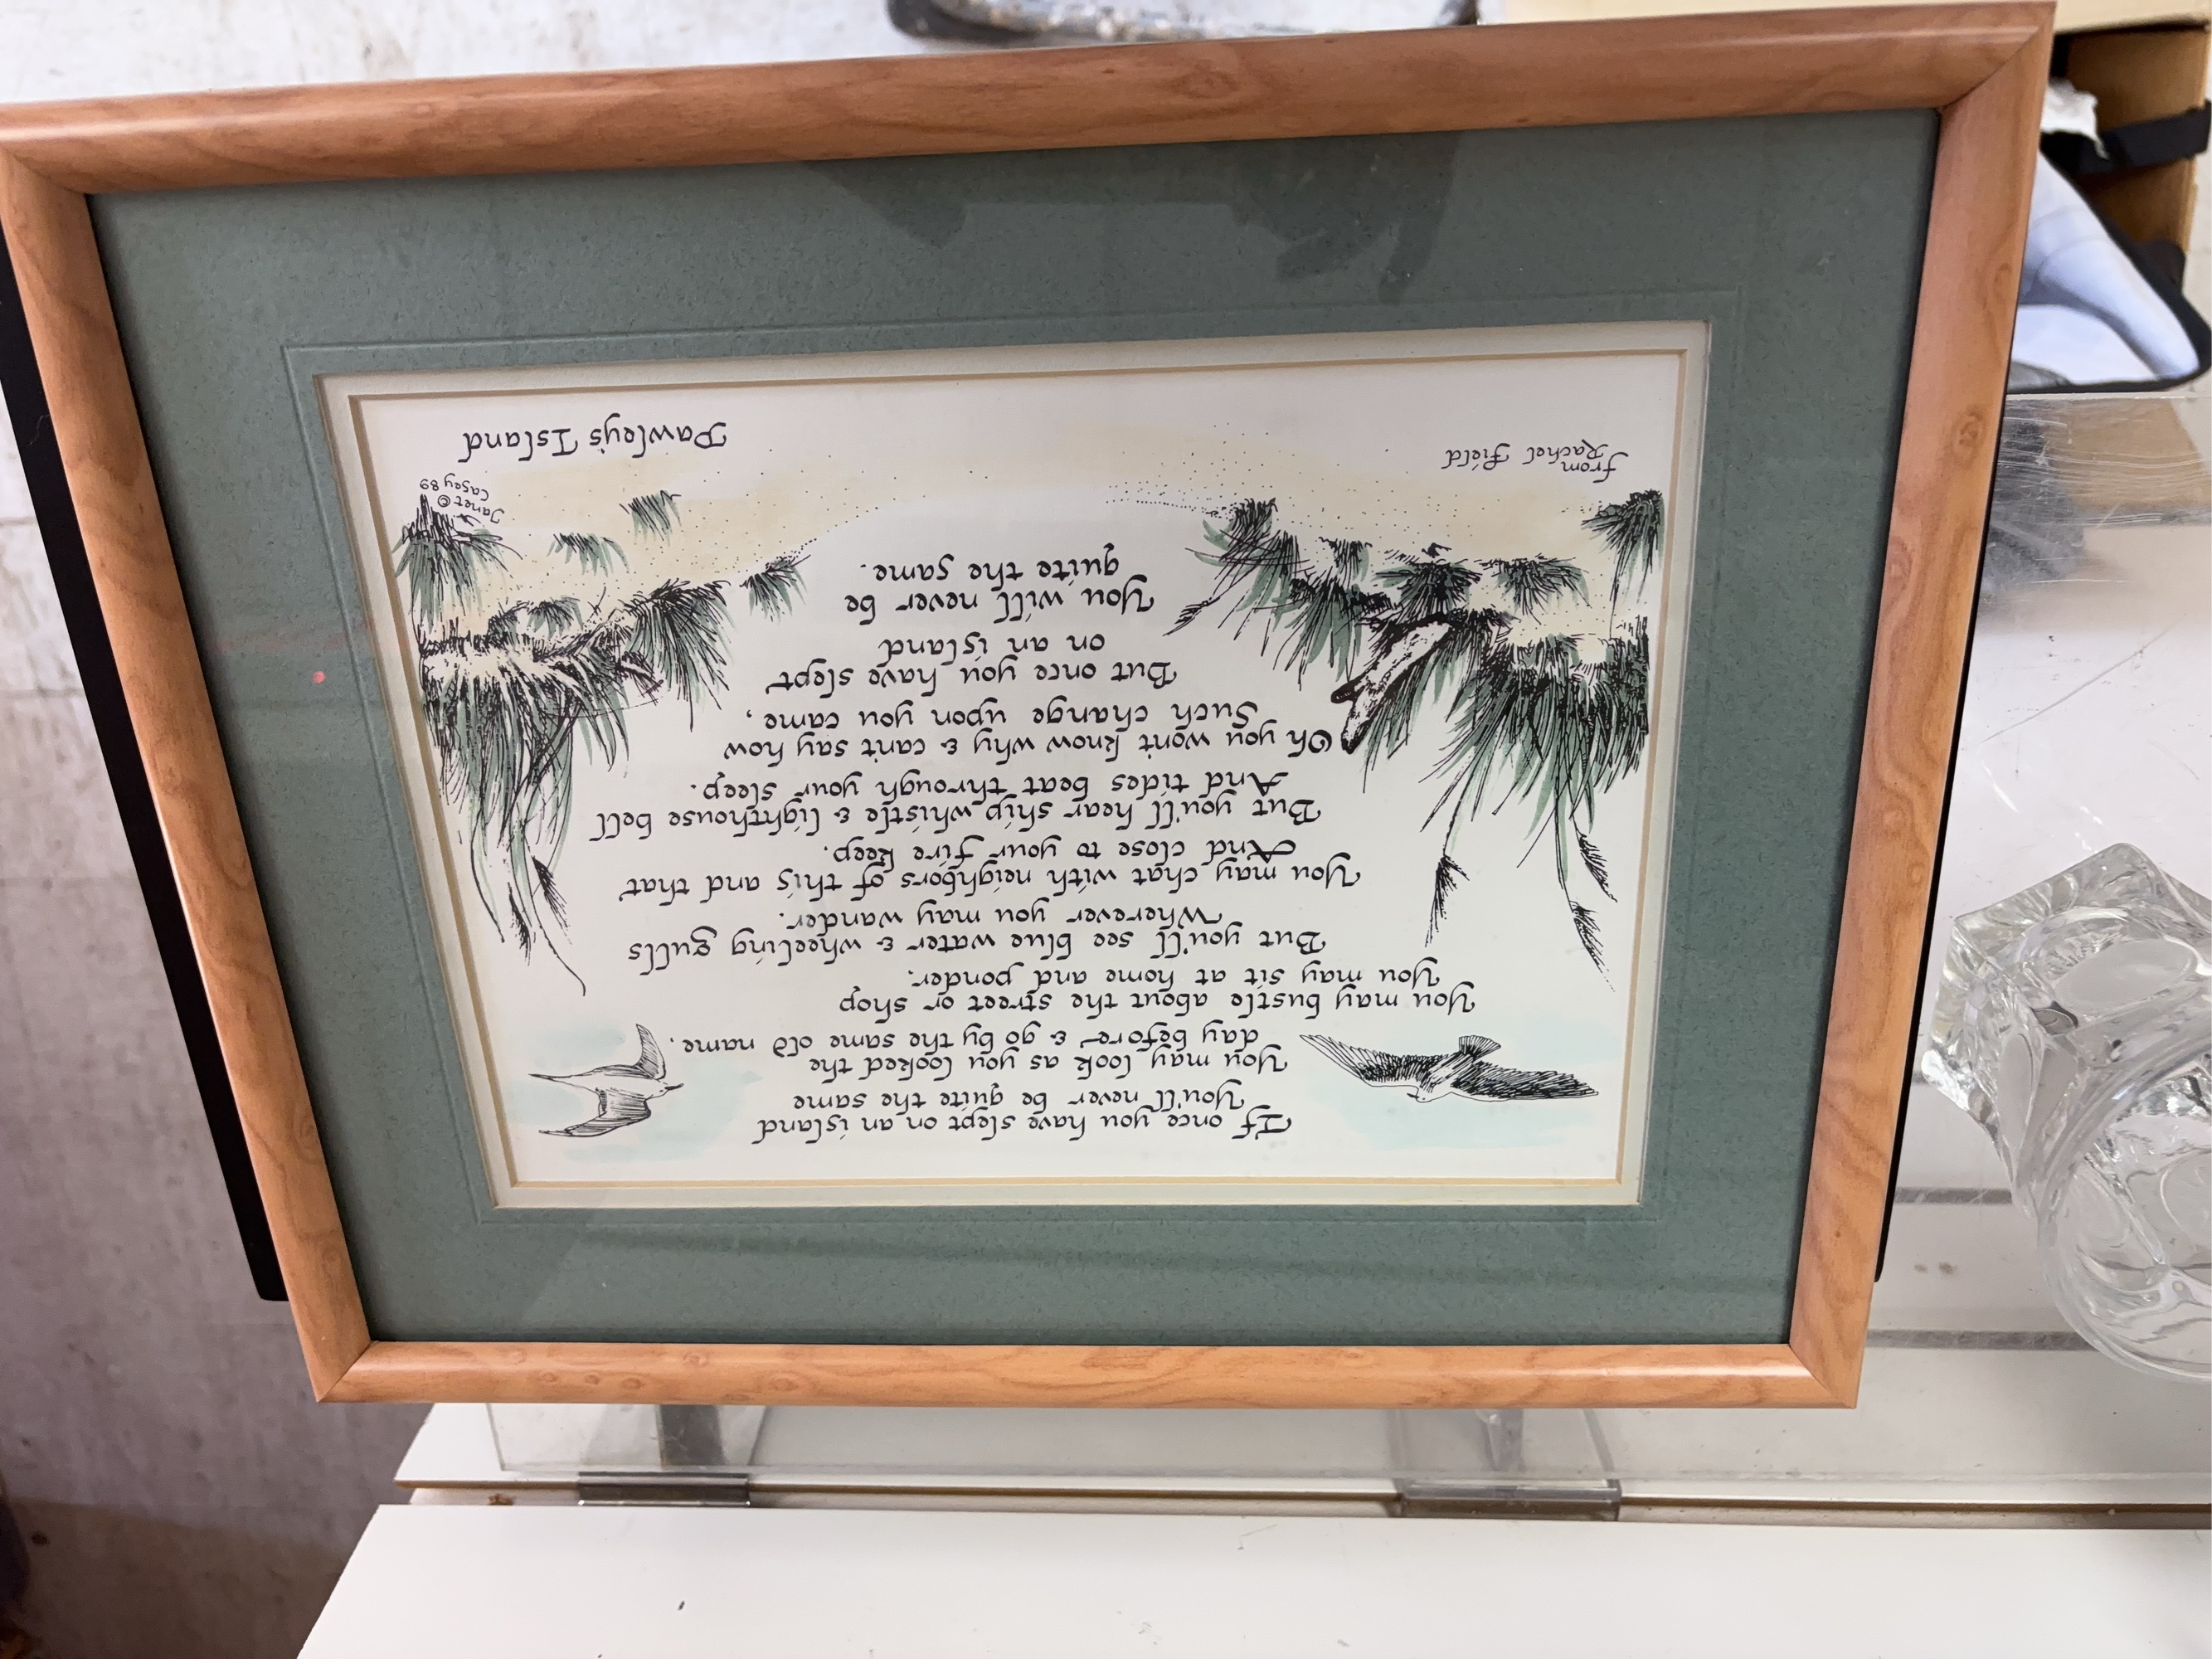 If once you have slept on an island
You'll never be quite the same
You may look as you looked the
day before & go by the same old name.
You may bustle about the street or shop
You may sit at home and ponder.
But you'll see blue water & wheeling gulls
Wherever you may wander.
You may chat with neighbors of this and that
And close to your fire keep.
But you'll hear ship whistle & lighthouse bell
And tides beat through your sleep.
Oh you won't know why & can't say how
Such change upon you came,
But once you have slept
on an island
You will never be
quite the same.
from
Rachel Field
Janet ©
Casey 89
Pawley's Island